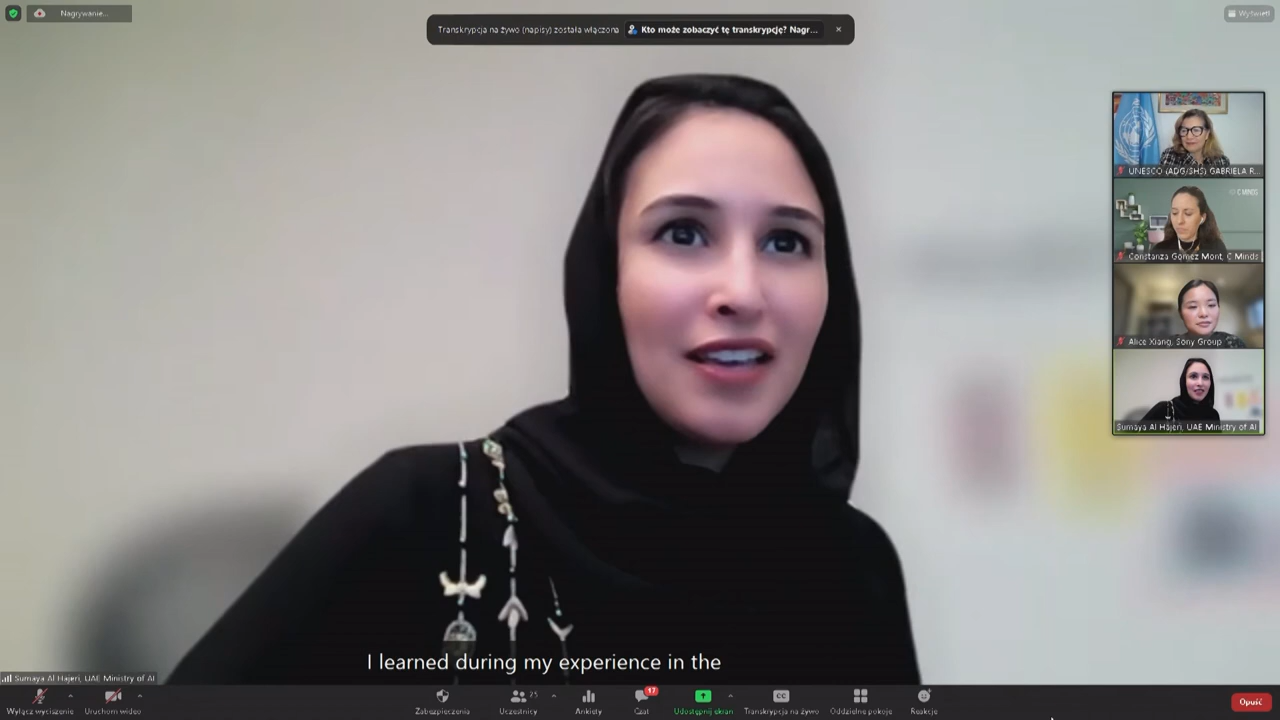 Nagrywanie...
Transkrypcja na żywo (napisy) została włączona
Kto może zobaczyć tę transkrypcję? Nagr...
Wyświetl
UNESCO (ADG/SHS) GABRIELA R...
C MINDS
Constanza Gomez Mont, C Minds
Alice Xiang, Sony Group
Sumaya Al Hajeri, UAE Ministry of AI
I learned during my experience in the
Sumaya Al Hajeri, UAE Ministry of AI
Wyłącz wyciszenie
Uruchom wideo
Zabezpieczenia
25
Uczestnicy
Ankiety
17
Czat
Udostępnij ekran
CC
Transkrypcja na żywo
Oddzielne pokoje
Reakcje
Opuść